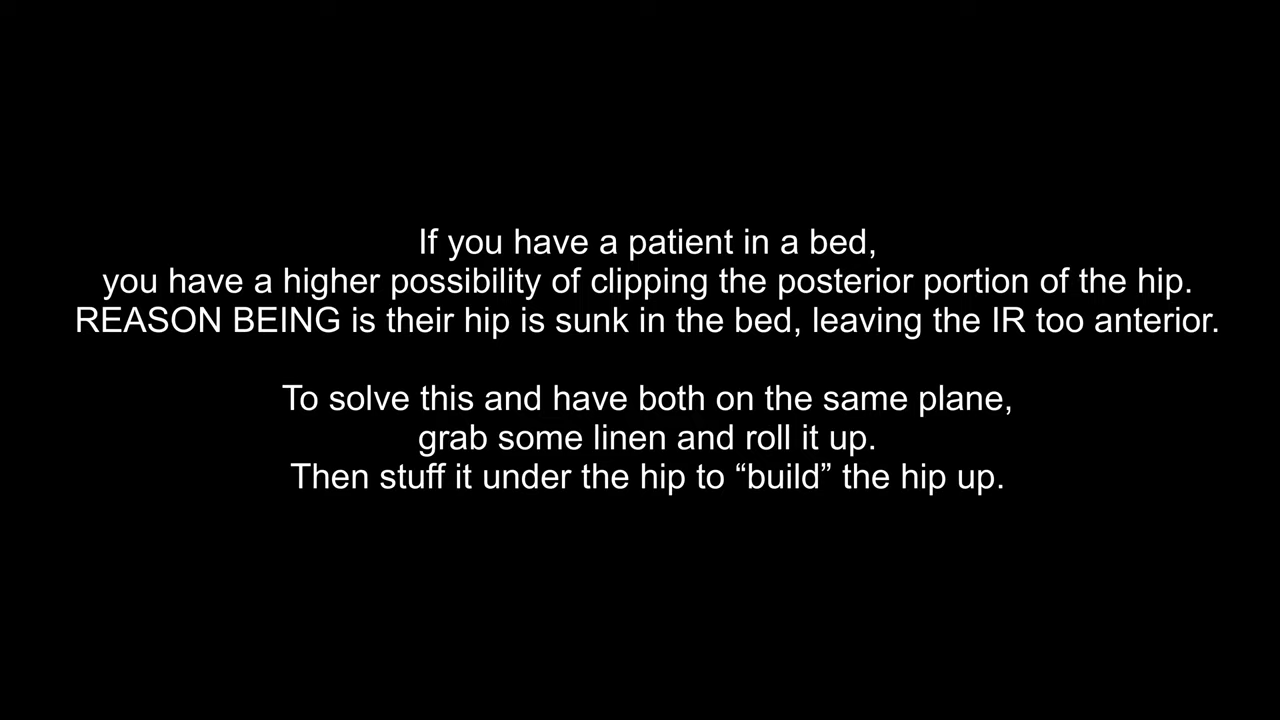 If you have a patient in a bed,
you have a higher possibility of clipping the posterior portion of the hip.
REASON BEING is their hip is sunk in the bed, leaving the IR too anterior.
To solve this and have both on the same plane,
grab some linen and roll it up.
Then stuff it under the hip to “build” the hip up.